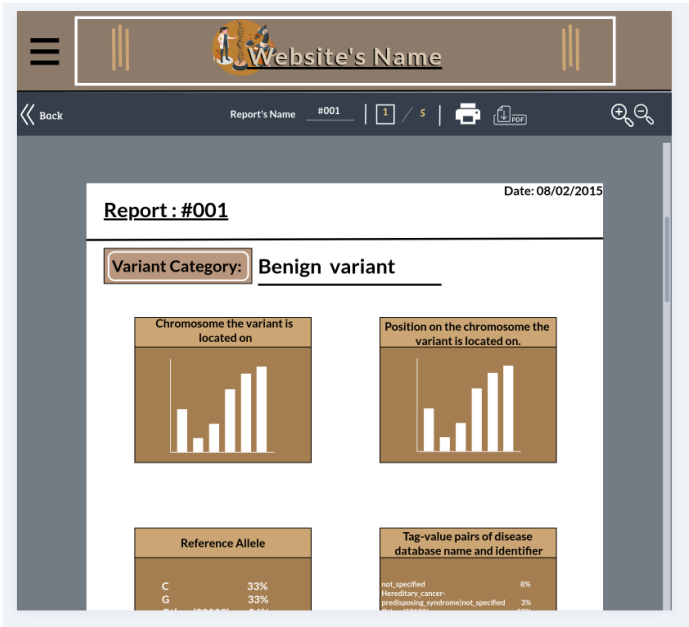 Website's Name
Back
Report's Name #001 1 / 5 PDF
Date: 08/02/2015
Report : #001
Variant Category: Benign variant
Chromosome the variant is
located on
Position on the chromosome the
variant is located on.
Reference Allele
C 33%
G 33%
Tag-value pairs of disease
database name and identifier
not_specified 8%
Hereditary_cancer-
predisposing_syndrome|not_specified 3%